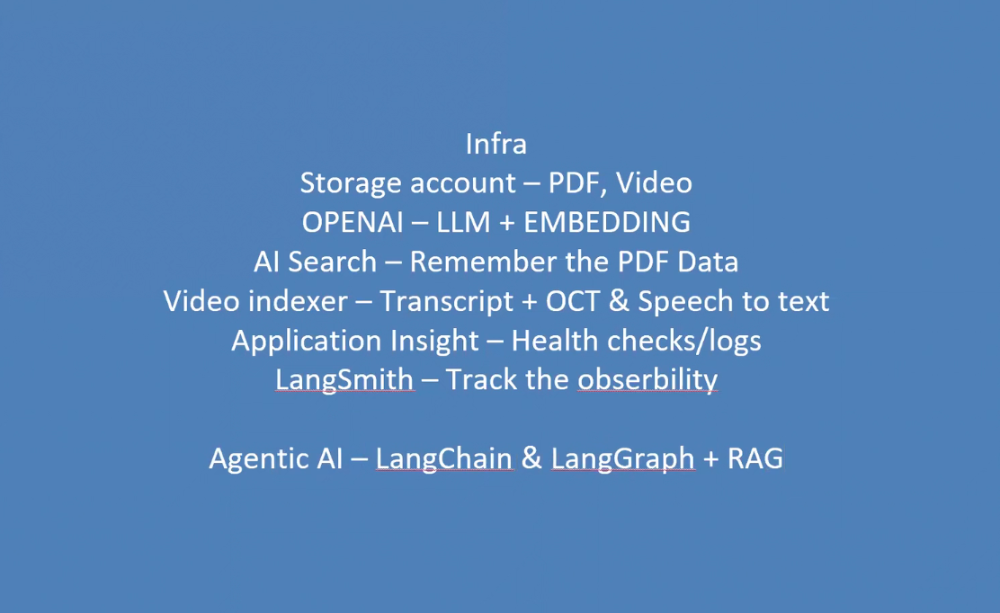 Infra
Storage account – PDF, Video
OPENAI – LLM + EMBEDDING
AI Search – Remember the PDF Data
Video indexer – Transcript + OCT & Speech to text
Application Insight – Health checks/logs
LangSmith – Track the obserbility
Agentic AI – LangChain & LangGraph + RAG